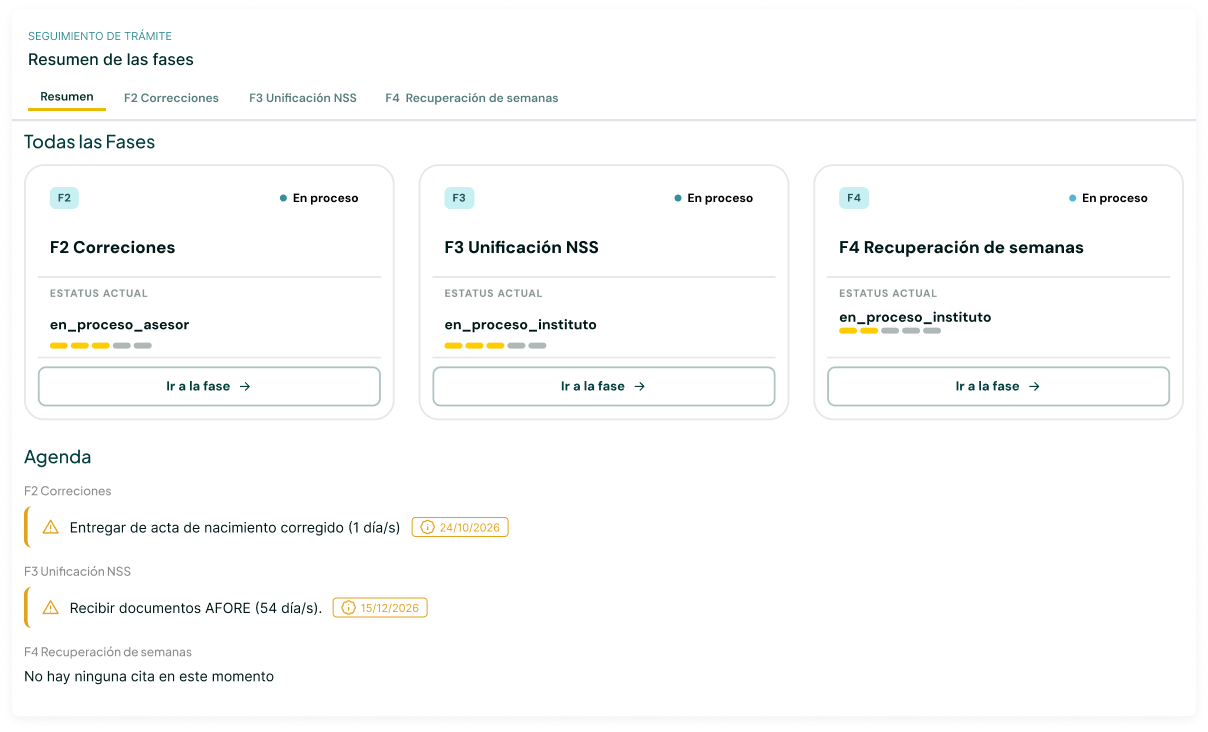 SEGUIMIENTO DE TRÁMITE
Resumen de las fases
Resumen F2 Correcciones F3 Unificación NSS F4 Recuperación de semanas
Todas las Fases
F2 En proceso
F2 Correciones
ESTATUS ACTUAL
en_proceso_asesor
Ir a la fase →
F3 En proceso
F3 Unificación NSS
ESTATUS ACTUAL
en_proceso_instituto
Ir a la fase →
F4 En proceso
F4 Recuperación de semanas
ESTATUS ACTUAL
en_proceso_instituto
Ir a la fase →
Agenda
F2 Correciones
Entregar de acta de nacimiento corregido (1 día/s) 24/10/2026
F3 Unificación NSS
Recibir documentos AFORE (54 día/s). 15/12/2026
F4 Recuperación de semanas
No hay ninguna cita en este momento